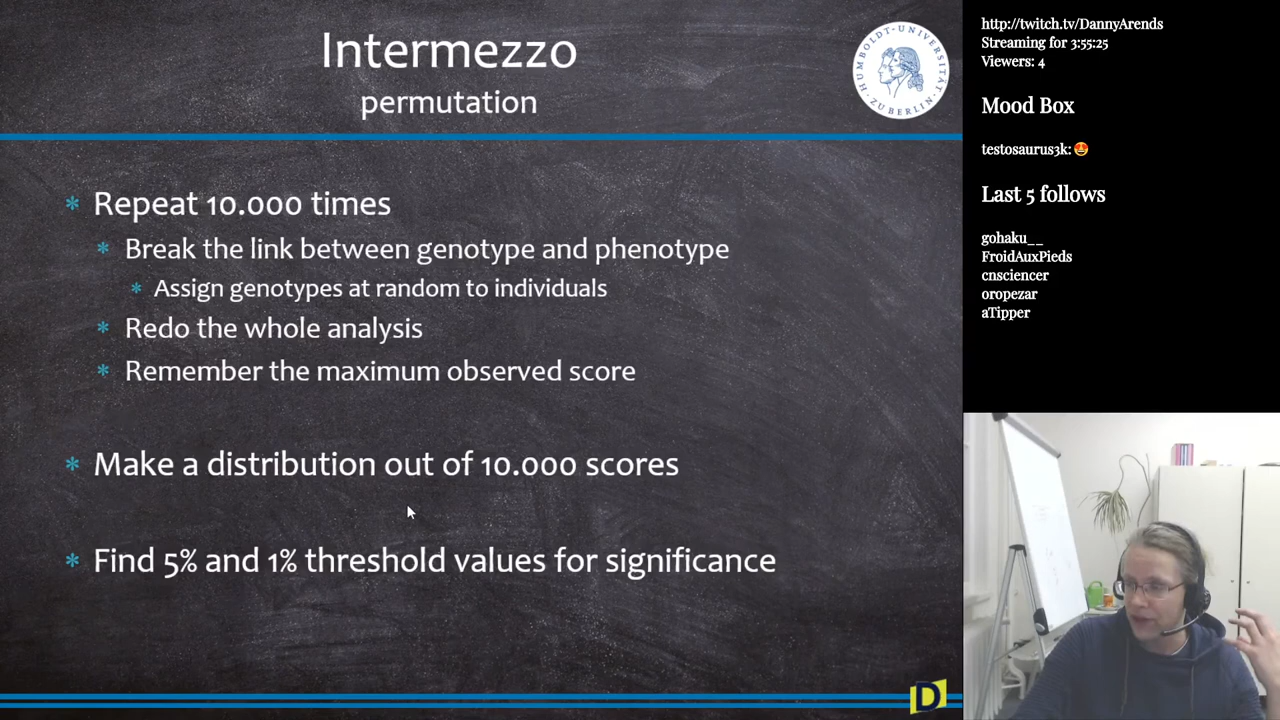 Intermezzo
permutation
HUMBOLDT-UNIVERSITÄT ZU BERLIN
* Repeat 10.000 times
* Break the link between genotype and phenotype
* Assign genotypes at random to individuals
* Redo the whole analysis
* Remember the maximum observed score
* Make a distribution out of 10.000 scores
* Find 5% and 1% threshold values for significance
D
http://twitch.tv/DannyArends
Streaming for 3:55:25
Viewers: 4
Mood Box
testosaurus3k:🤩
Last 5 follows
gohaku__
FroidAuxPieds
cnsciencer
oropezar
aTipper